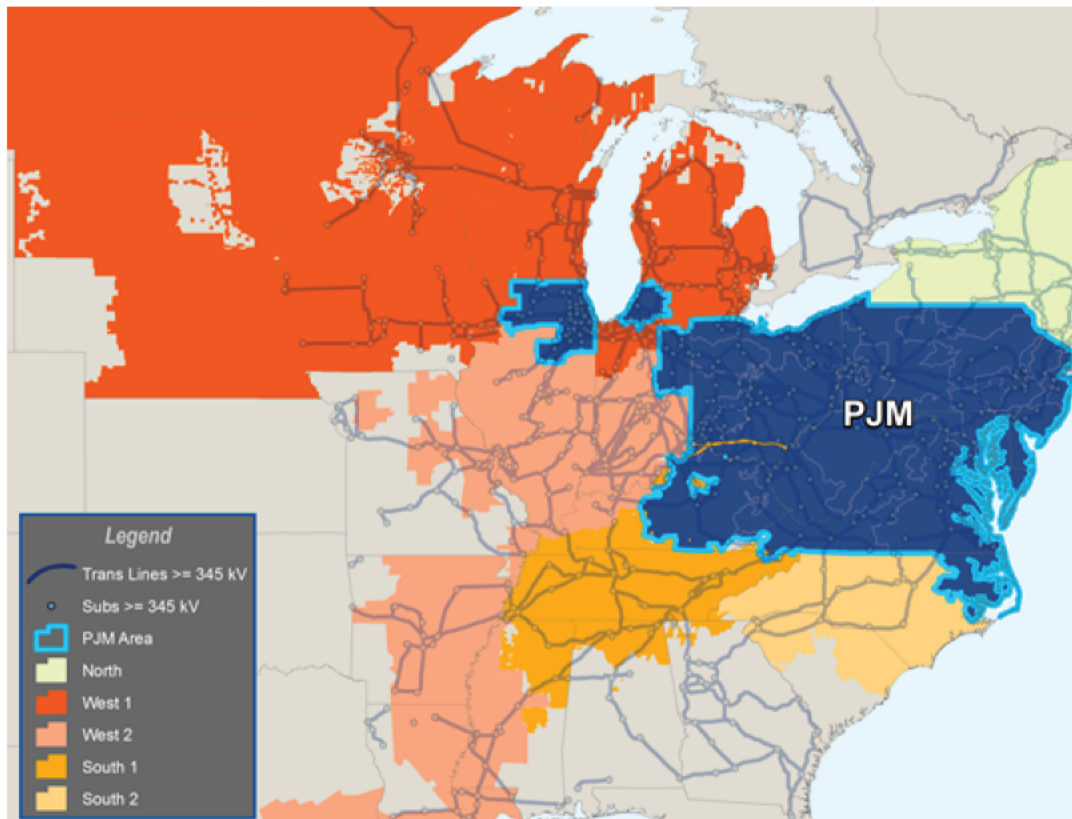 PJM
Legend
Trans Lines >= 345 kV
Subs >= 345 kV
PJM Area
North
West 1
West 2
South 1
South 2